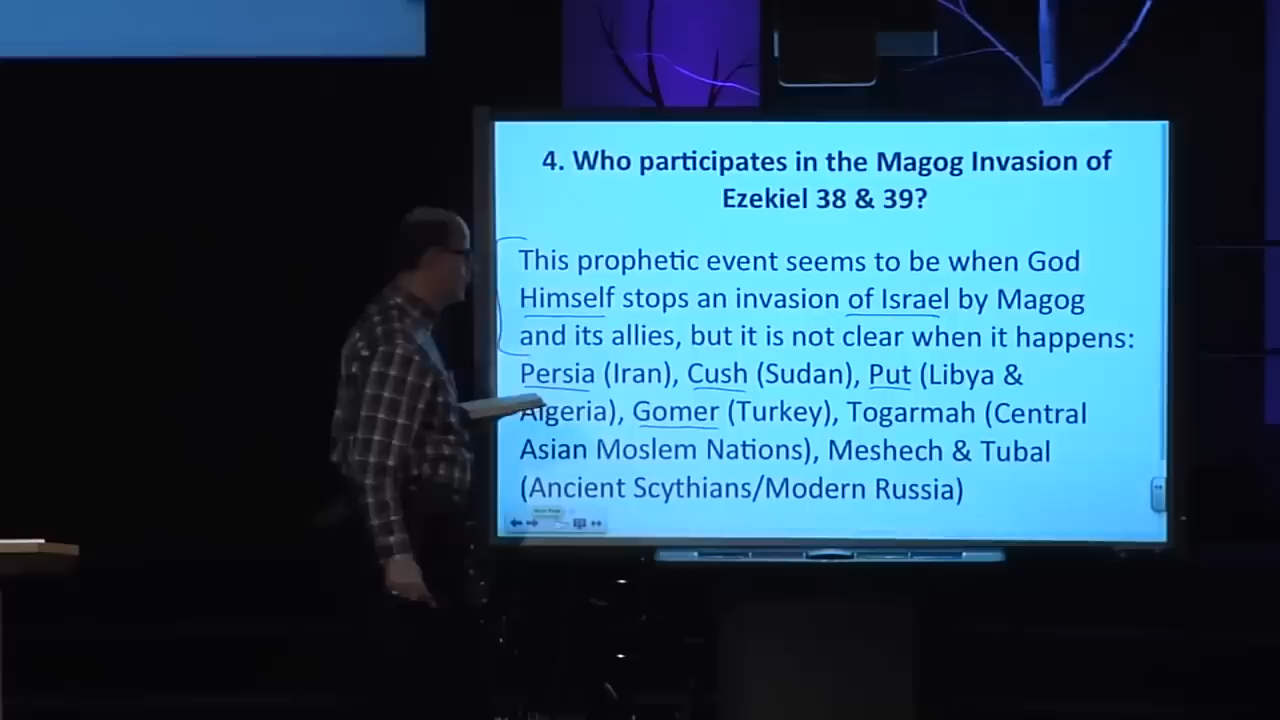 4. Who participates in the Magog Invasion of
Ezekiel 38 & 39?
This prophetic event seems to be when God
Himself stops an invasion of Israel by Magog
and its allies, but it is not clear when it happens:
Persia (Iran), Cush (Sudan), Put (Libya &
Algeria), Gomer (Turkey), Togarmah (Central
Asian Moslem Nations), Meshech & Tubal
(Ancient Scythians/Modern Russia)